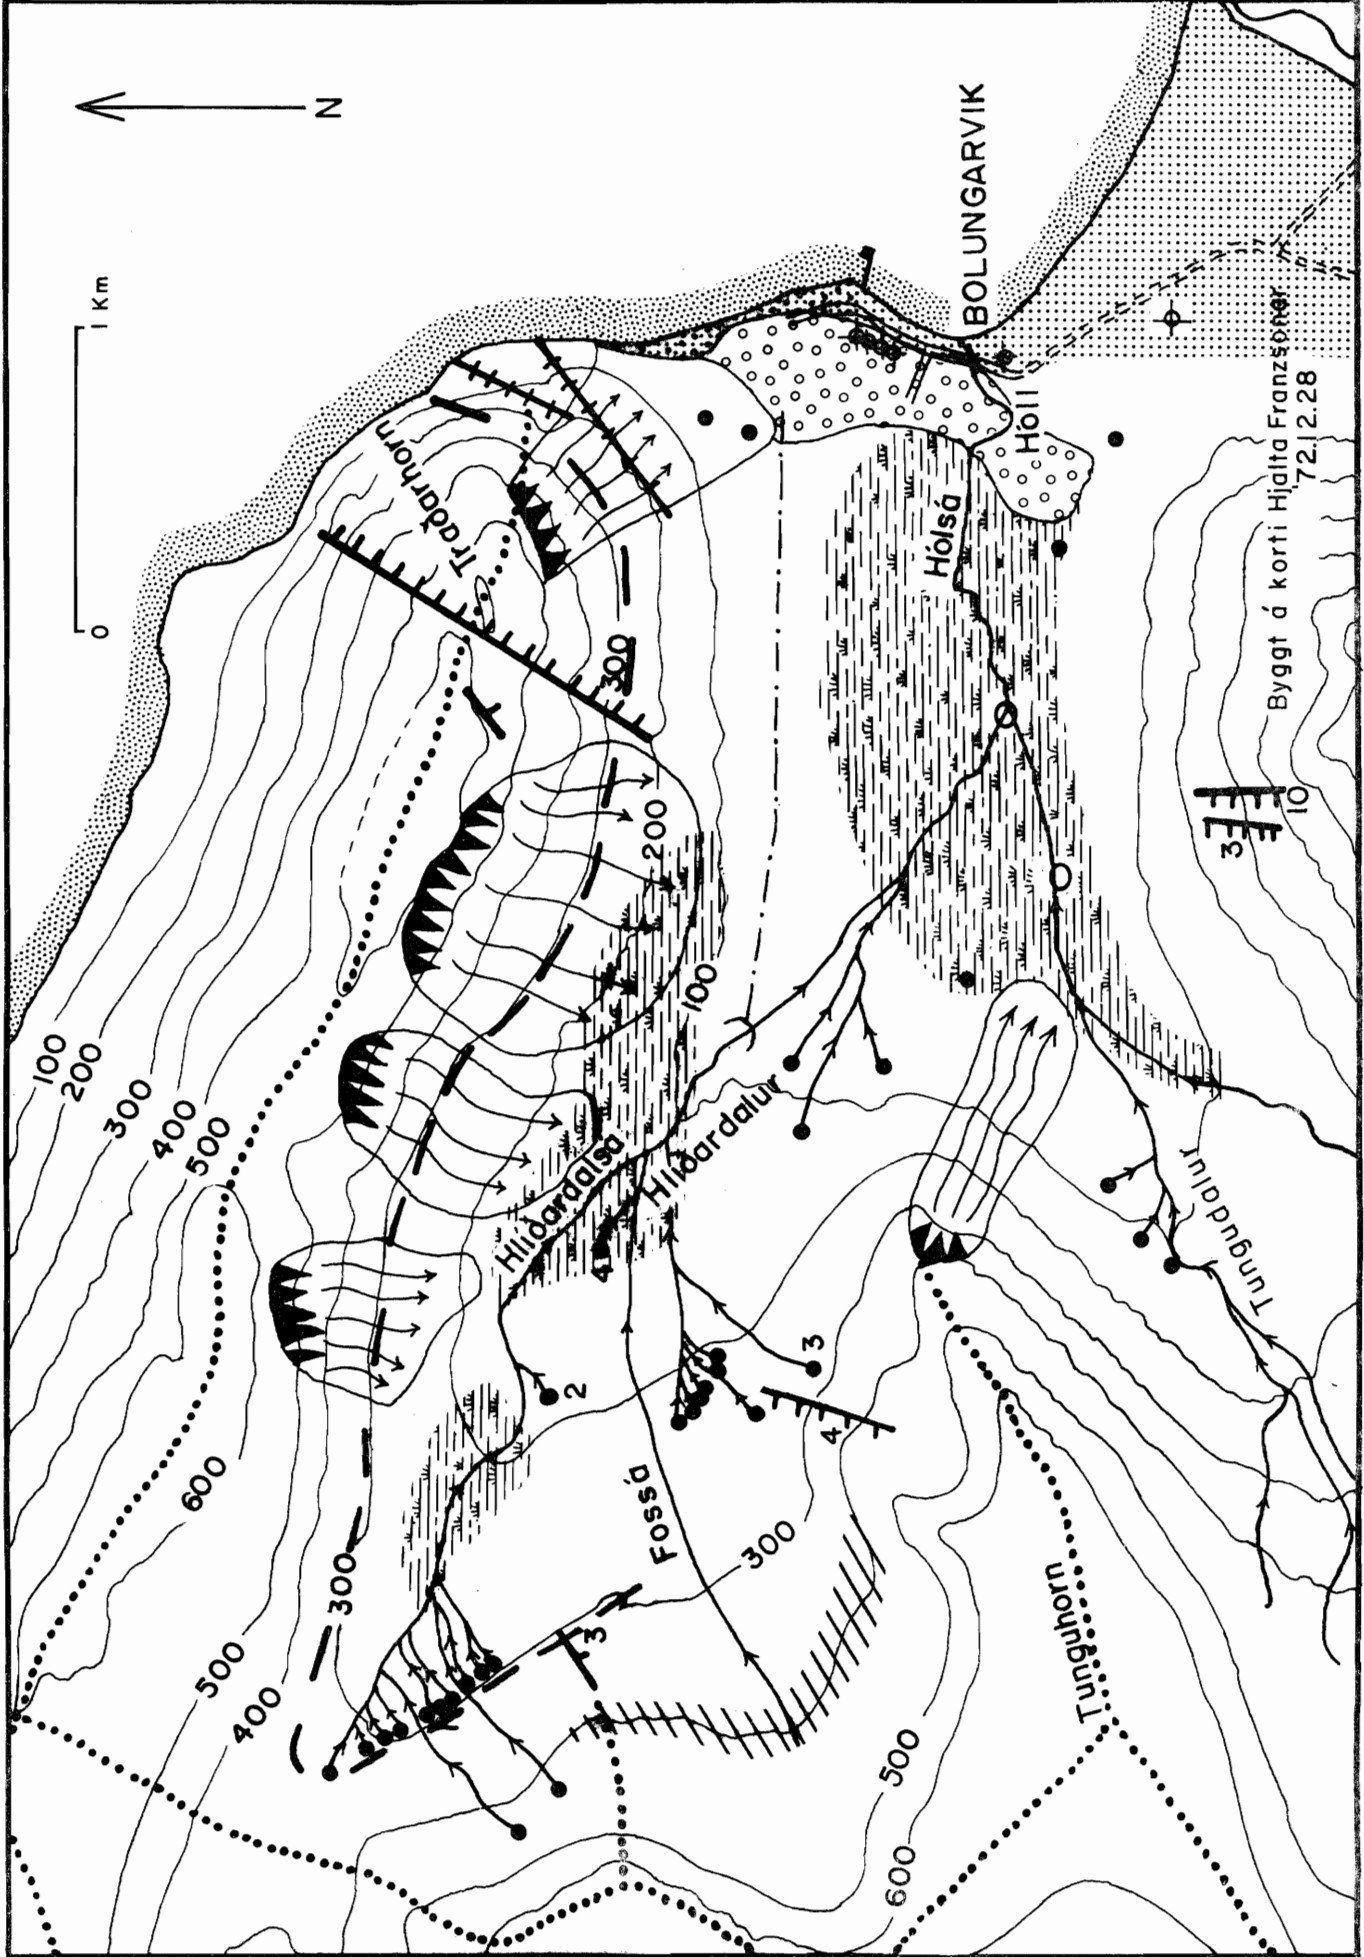 N
1 Km
0
BOLUNGARVIK
Traðarhorn
Hóll
Hólsá
300
200
100
100
200
300
400
500
600
Hlíðardalsá
Hlíðardalur
4
2
3
4
Fossá
300
300
3
500
400
Tungudalur
Tunguhorn
500
600
3
10
Byggt á korti Hjalta Franzsonar
72.12.28